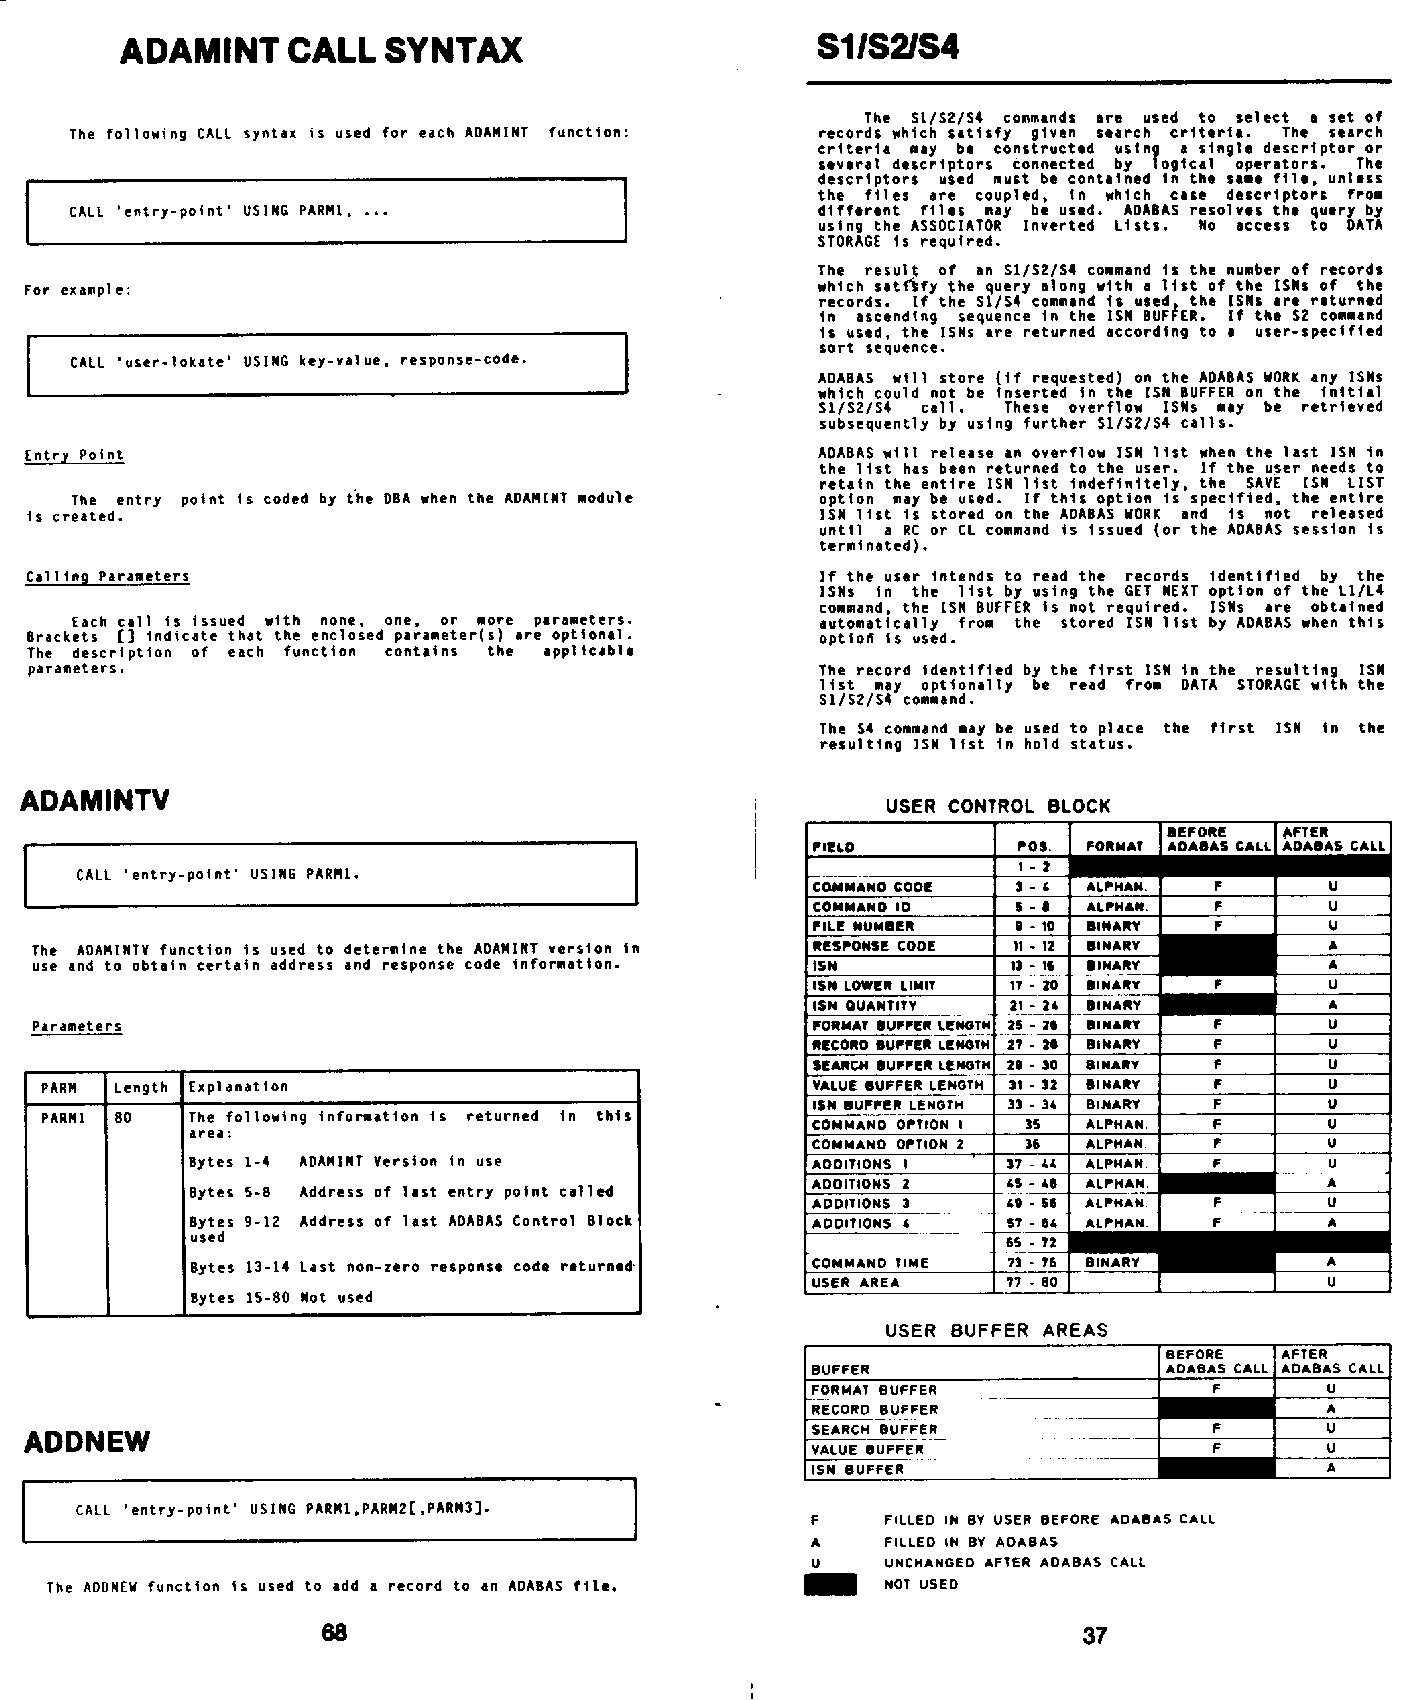 ADAMINT CALL SYNTAX
The following CALL syntax is used for each ADAMINT function:
CALL 'entry-point' USING PARM1, ...
For example:
CALL 'user-lokate' USING key-value, response-code.
Entry Point
The entry point is coded by the DBA when the ADAMINT module
is created.
Calling Parameters
Each call is issued with none, one, or more parameters.
Brackets [] indicate that the enclosed parameter(s) are optional.
The description of each function contains the applicable
parameters.
ADAMINTV
CALL 'entry-point' USING PARM1.
The ADAMINTV function is used to determine the ADAMINT version in
use and to obtain certain address and response code information.
Parameters
PARM Length Explanation
PARM1 80 The following information is returned in this
area:
Bytes 1-4 ADAMINT Version in use
Bytes 5-8 Address of last entry point called
Bytes 9-12 Address of last ADABAS Control Block
used
Bytes 13-14 Last non-zero response code returned
Bytes 15-80 Not used
ADDNEW
CALL 'entry-point' USING PARM1,PARM2[,PARM3].
The ADDNEW function is used to add a record to an ADABAS file.
68
S1/S2/S4
The S1/S2/S4 commands are used to select a set of
records which satisfy given search criteria. The search
criteria may be constructed using a single descriptor or
several descriptors connected by logical operators. The
descriptors used must be contained in the same file, unless
the files are coupled, in which case descriptors from
different files may be used. ADABAS resolves the query by
using the ASSOCIATOR Inverted Lists. No access to DATA
STORAGE is required.
The result of an S1/S2/S4 command is the number of records
which satisfy the query along with a list of the ISNs of the
records. If the S1/S4 command is used, the ISNs are returned
in ascending sequence in the ISN BUFFER. If the S2 command
is used, the ISNs are returned according to a user-specified
sort sequence.
ADABAS will store (if requested) on the ADABAS WORK any ISNs
which could not be inserted in the ISN BUFFER on the initial
S1/S2/S4 call. These overflow ISNs may be retrieved
subsequently by using further S1/S2/S4 calls.
ADABAS will release an overflow ISN list when the last ISN in
the list has been returned to the user. If the user needs to
retain the entire ISN list indefinitely, the SAVE ISN LIST
option may be used. If this option is specified, the entire
ISN list is stored on the ADABAS WORK and is not released
until a RC or CL command is issued (or the ADABAS session is
terminated).
If the user intends to read the records identified by the
ISNs in the list by using the GET NEXT option of the L1/L4
command, the ISN BUFFER is not required. ISNs are obtained
automatically from the stored ISN list by ADABAS when this
option is used.
The record identified by the first ISN in the resulting ISN
list may optionally be read from DATA STORAGE with the
S1/S2/S4 command.
The S4 command may be used to place the first ISN in the
resulting ISN list in hold status.
USER CONTROL BLOCK
FIELD POS. FORMAT BEFORE ADABAS CALL AFTER ADABAS CALL
1 - 2
COMMAND CODE 3 - 4 ALPHAN. F U
COMMAND ID 5 - 8 ALPHAN. F U
FILE NUMBER 9 - 10 BINARY F U
RESPONSE CODE 11 - 12 BINARY A
ISN 13 - 16 BINARY A
ISN LOWER LIMIT 17 - 20 BINARY F U
ISN QUANTITY 21 - 24 BINARY A
FORMAT BUFFER LENGTH 25 - 26 BINARY F U
RECORD BUFFER LENGTH 27 - 28 BINARY F U
SEARCH BUFFER LENGTH 29 - 30 BINARY F U
VALUE BUFFER LENGTH 31 - 32 BINARY F U
ISN BUFFER LENGTH 33 - 34 BINARY F U
COMMAND OPTION 1 35 ALPHAN. F U
COMMAND OPTION 2 36 ALPHAN. F U
ADDITIONS 1 37 - 44 ALPHAN. F U
ADDITIONS 2 45 - 48 ALPHAN. A
ADDITIONS 3 49 - 56 ALPHAN. F U
ADDITIONS 4 57 - 64 ALPHAN. F A
65 - 72
COMMAND TIME 73 - 76 BINARY A
USER AREA 77 - 80 U
USER BUFFER AREAS
BUFFER BEFORE ADABAS CALL AFTER ADABAS CALL
FORMAT BUFFER F U
RECORD BUFFER A
SEARCH BUFFER F U
VALUE BUFFER F U
ISN BUFFER A
F FILLED IN BY USER BEFORE ADABAS CALL
A FILLED IN BY ADABAS
U UNCHANGED AFTER ADABAS CALL
NOT USED
37